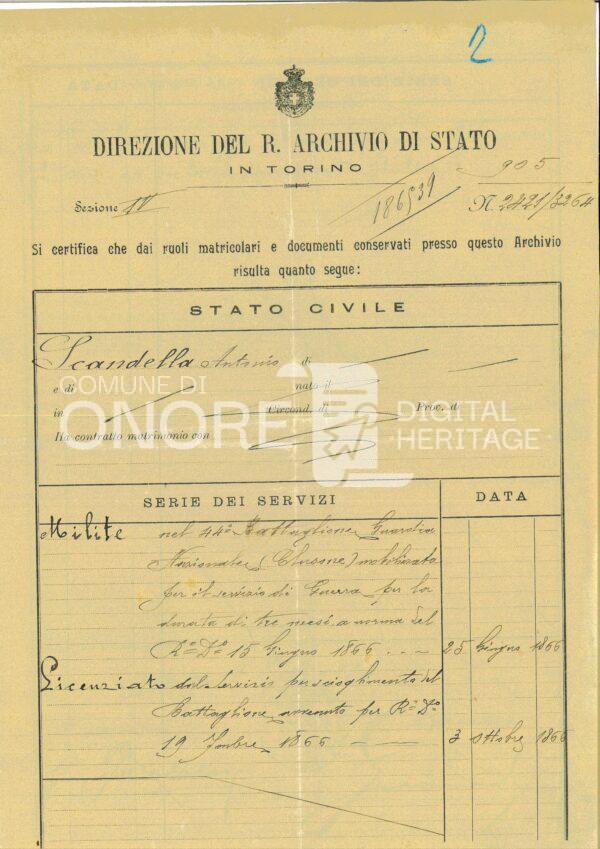 2
DIREZIONE DEL R. ARCHIVIO DI STATO
IN TORINO
905
Sezione IV
186539
N. 2421/3264
Si certifica che dai ruoli matricolari e documenti conservati presso questo Archivio
risulta quanto segue:
STATO CIVILE
Scandella Antonio di
e di nato il
in Circond. di Prov. di
Ha contratto matrimonio con
COMUNE DI
ONORE
DIGITAL
HERITAGE
SERIE DEI SERVIZI DATA
Milite nel 44° Battaglione Guardia
Nazionale (Clusone) mobilizzato
per il servizio di Guerra per la
durata di tre mesi a norma del
R° D° 15 Giugno 1866 25 Giugno 1866
Licenziato dal servizio per scioglimento del
Battaglione avvenuto per R° D°
19 7mbre 1866 3 Ottobre 1866